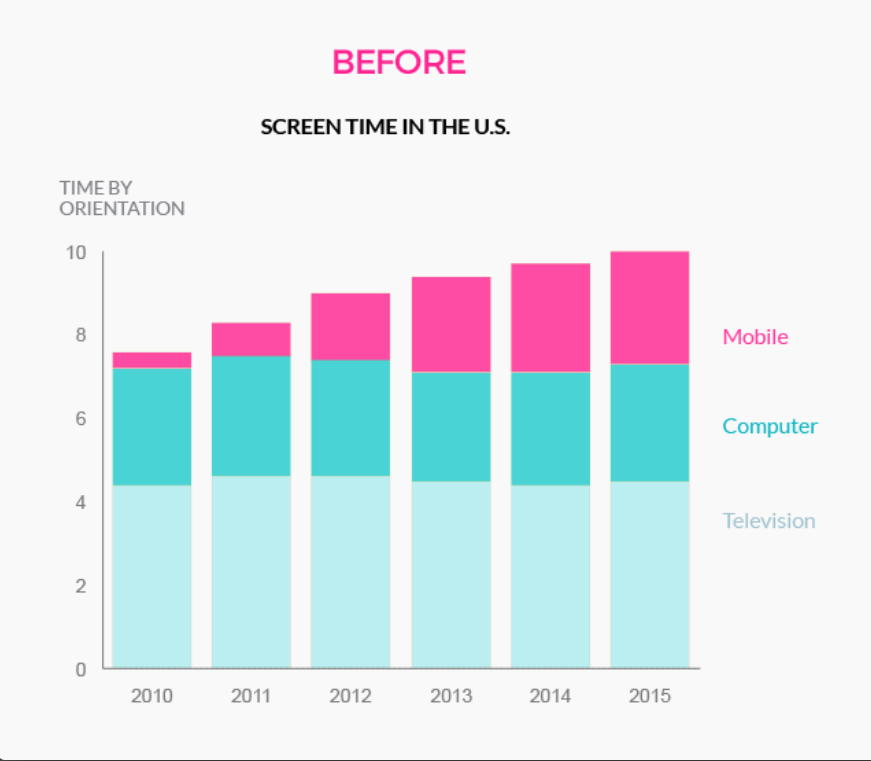 BEFORE
SCREEN TIME IN THE U.S.
TIME BY
ORIENTATION
10
8
6
4
2
0
Mobile
Computer
Television
2010 2011 2012 2013 2014 2015